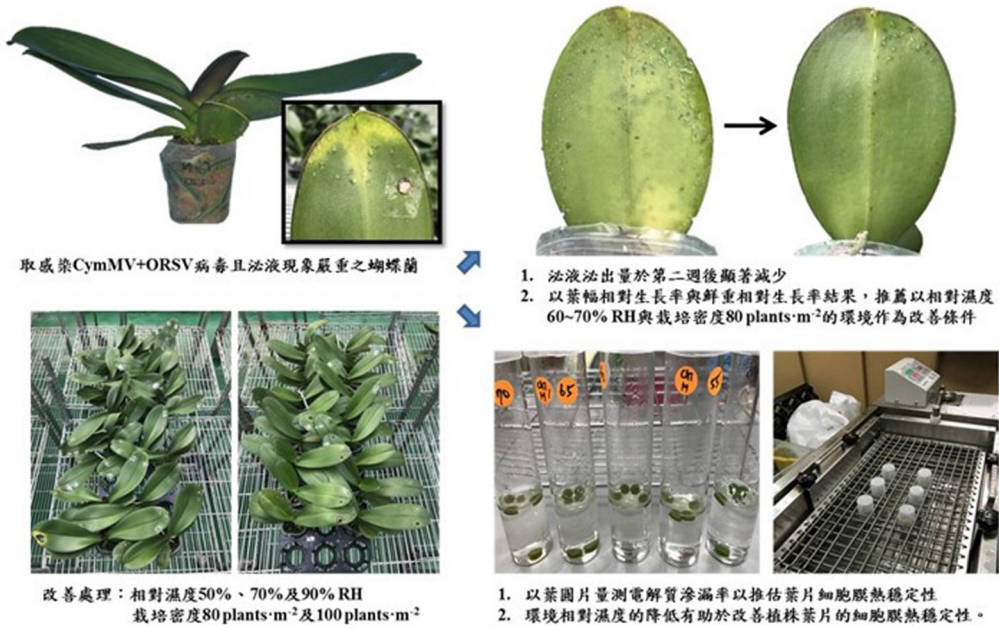 取感染CymMV+ORSV病毒且泌液現象嚴重之蝴蝶蘭
1. 泌液泌出量於第二週後顯著減少
2. 以葉幅相對生長率與鮮重相對生長率結果，推薦以相對濕度
60~70% RH與栽培密度80 plants·m-2的環境作為改善條件
70
65
55
改善處理：相對濕度50%、70%及90% RH
栽培密度80 plants·m-2及100 plants·m-2
1. 以葉圓片量測電解質滲漏率以推估葉片細胞膜熱穩定性
2. 環境相對濕度的降低有助於改善植株葉片的細胞膜熱穩定性。